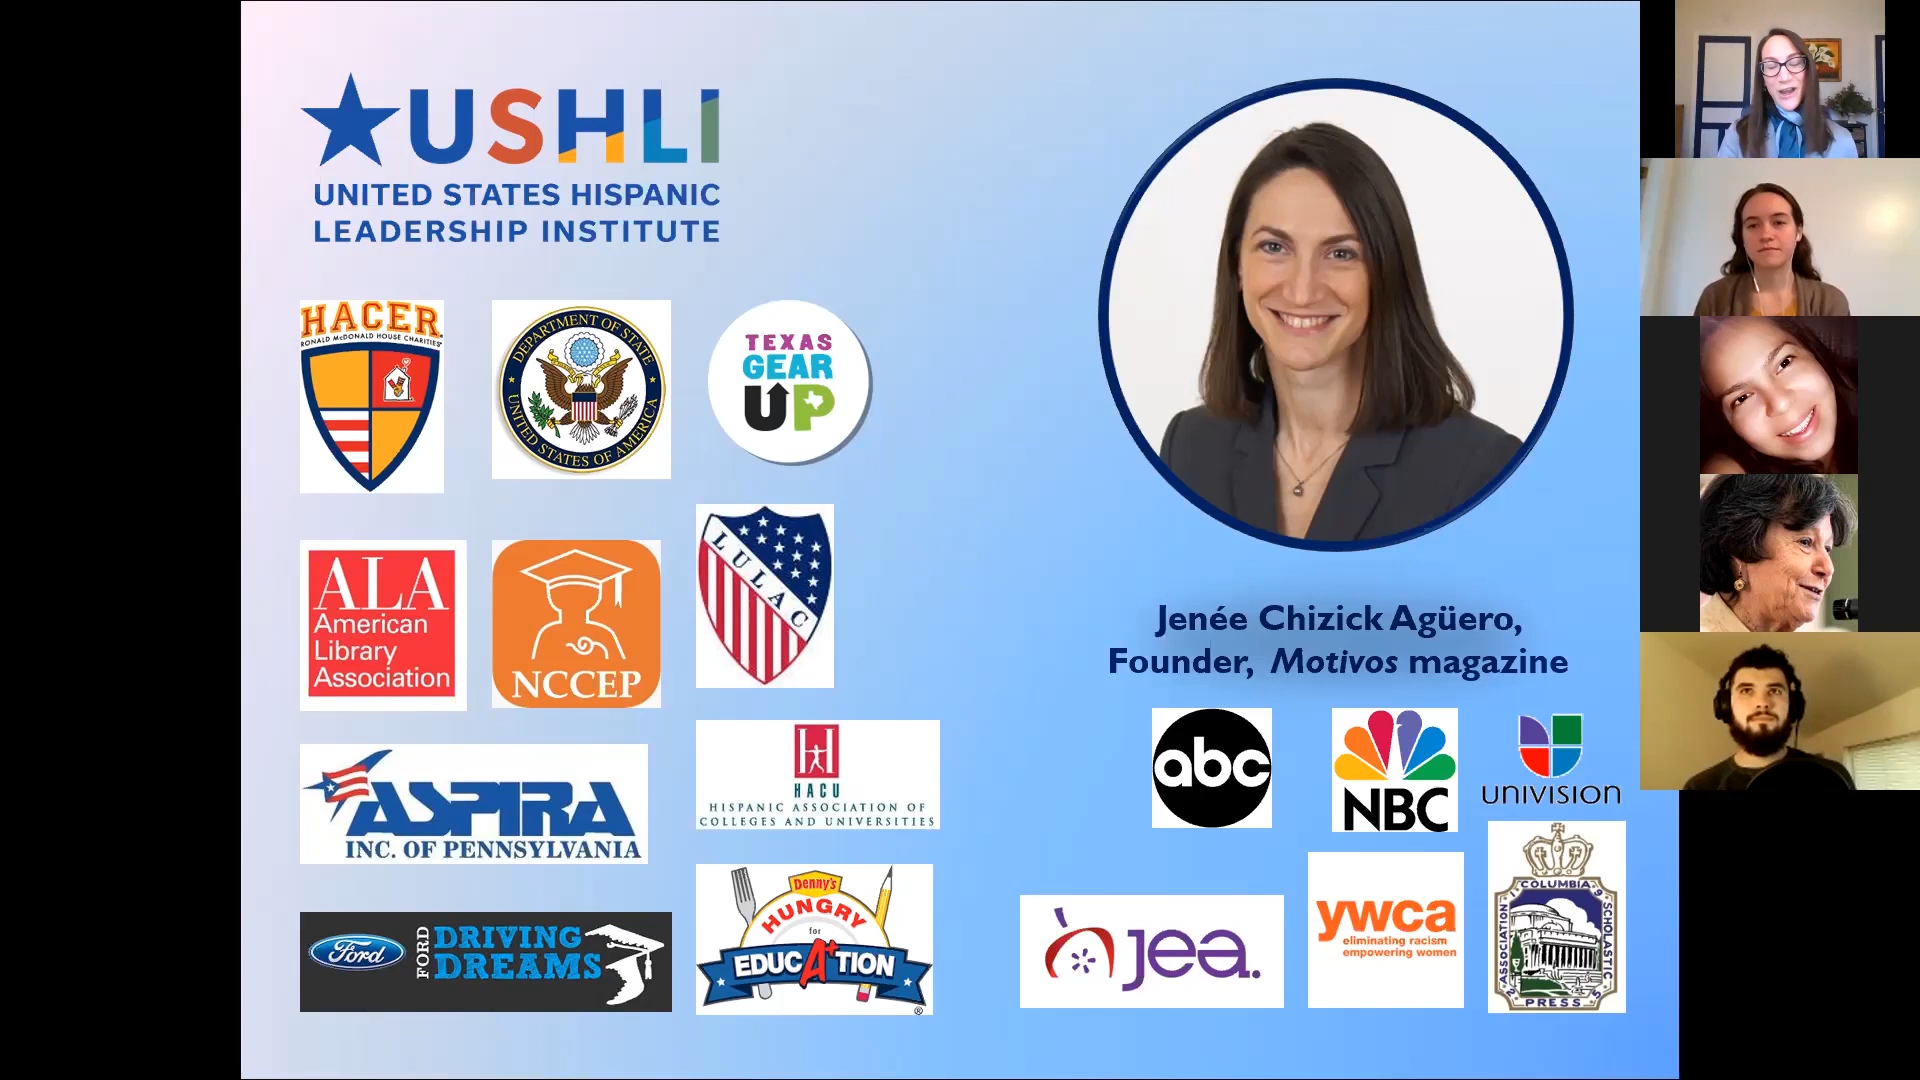 USHLI
UNITED STATES HISPANIC
LEADERSHIP INSTITUTE
HACER
RONALD McDONALD HOUSE CHARITIES
DEPARTMENT OF STATE
UNITED STATES OF AMERICA
TEXAS
GEAR
UP
ALA
American
Library
Association
NCCEP
LULAC
ASPIRA
INC. OF PENNSYLVANIA
HACU
HISPANIC ASSOCIATION OF
COLLEGES AND UNIVERSITIES
Ford
FORD
DRIVING
DREAMS
Denny's
HUNGRY
for
EDUCA+TION
®
Jenée Chizick Agüero,
Founder, Motivos magazine
abc
NBC
UNIVISION
jea.
ywca
eliminating racism
empowering women
COLUMBIA
SCHOLASTIC
PRESS
ASSOCIATION
1925